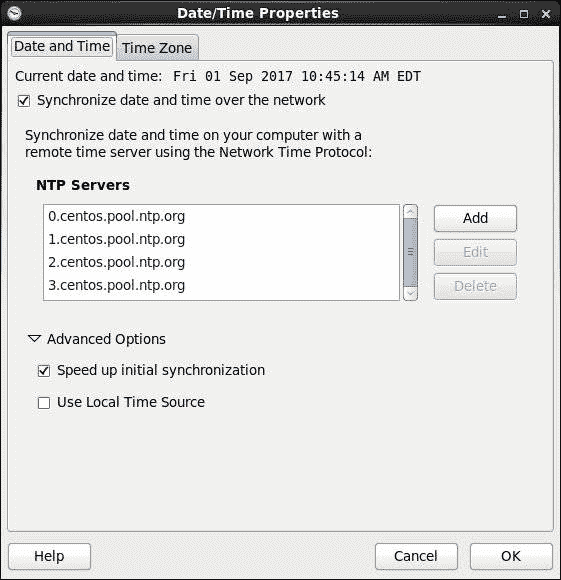 Date/Time Properties
Date and Time
Time Zone
Current date and time: Fri 01 Sep 2017 10:45:14 AM EDT
Synchronize date and time over the network
Synchronize date and time on your computer with a
remote time server using the Network Time Protocol:
NTP Servers
0.centos.pool.ntp.org
1.centos.pool.ntp.org
2.centos.pool.ntp.org
3.centos.pool.ntp.org
Add
Edit
Delete
Advanced Options
Speed up initial synchronization
Use Local Time Source
Help
Cancel
OK